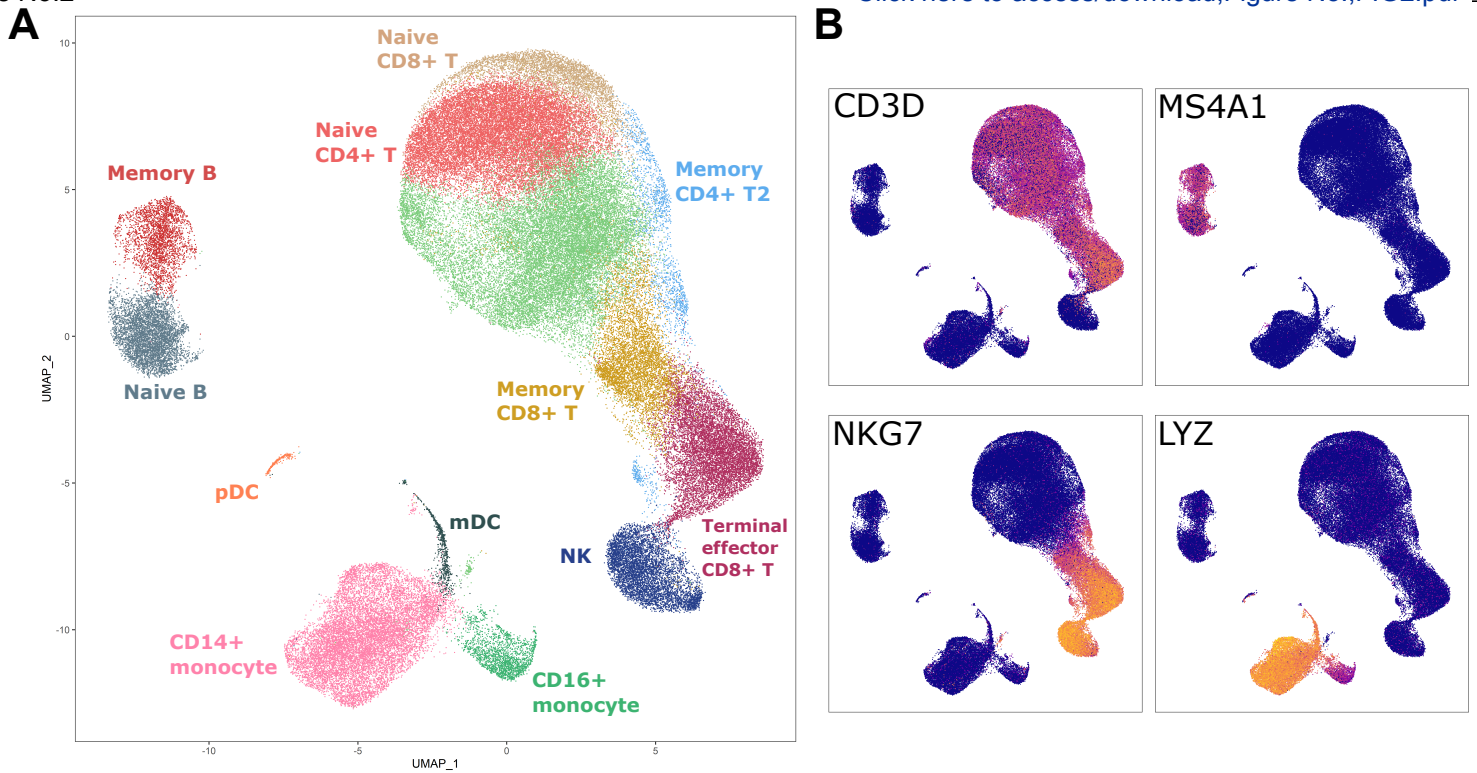 A
B
Naive
CD8+ T
Naive
CD4+ T
Memory B
Memory
CD4+ T2
Naive B
Memory
CD8+ T
pDC
mDC
NK
Terminal
effector
CD8+ T
CD14+
monocyte
CD16+
monocyte
10
5
0
-5
-10
UMAP_2
-10
-5
0
5
UMAP_1
CD3D
MS4A1
NKG7
LYZ